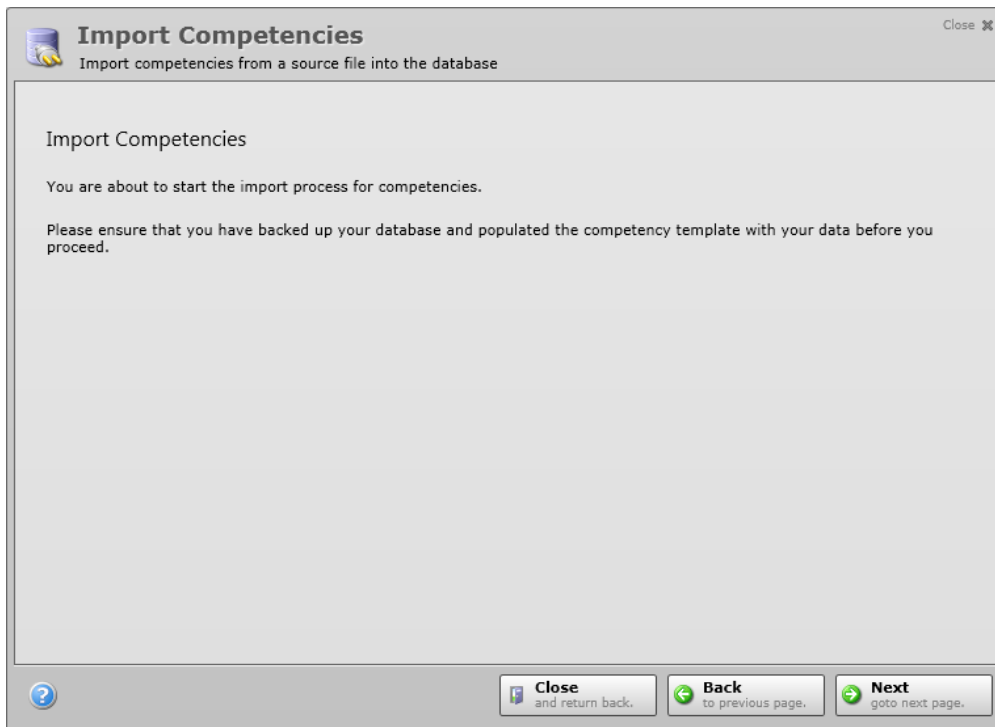 Import Competencies
Close
Import competencies from a source file into the database
Import Competencies
You are about to start the import process for competencies.
Please ensure that you have backed up your database and populated the competency template with your data before you
proceed.
?
Close
and return back.
Back
to previous page.
Next
goto next page.